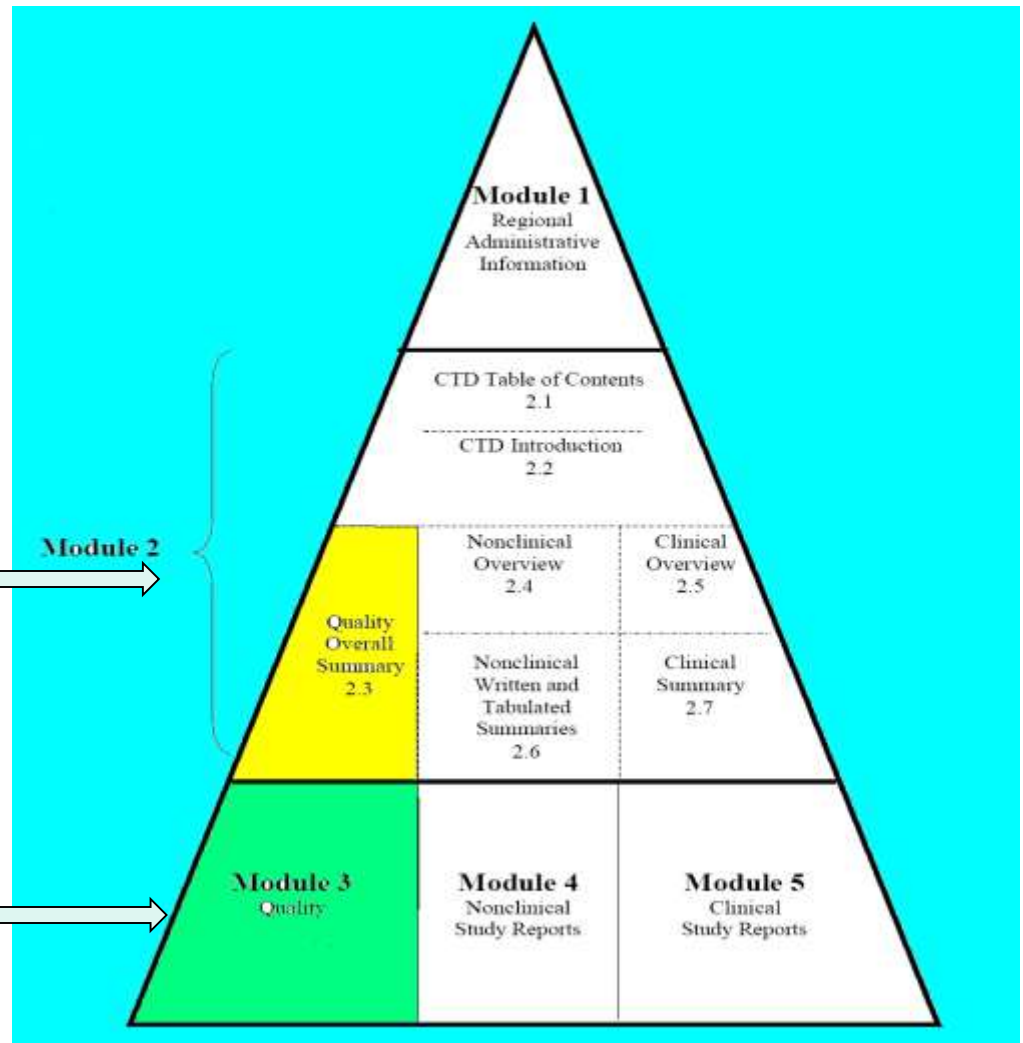 Module 1
Regional
Administrative
Information
CTD Table of Contents
2.1
CTD Introduction
2.2
Module 2
Quality
Overall
Summary
2.3
Nonclinical
Overview
2.4
Clinical
Overview
2.5
Nonclinical
Written and
Tabulated
Summaries
2.6
Clinical
Summary
2.7
Module 3
Quality
Module 4
Nonclinical
Study Reports
Module 5
Clinical
Study Reports